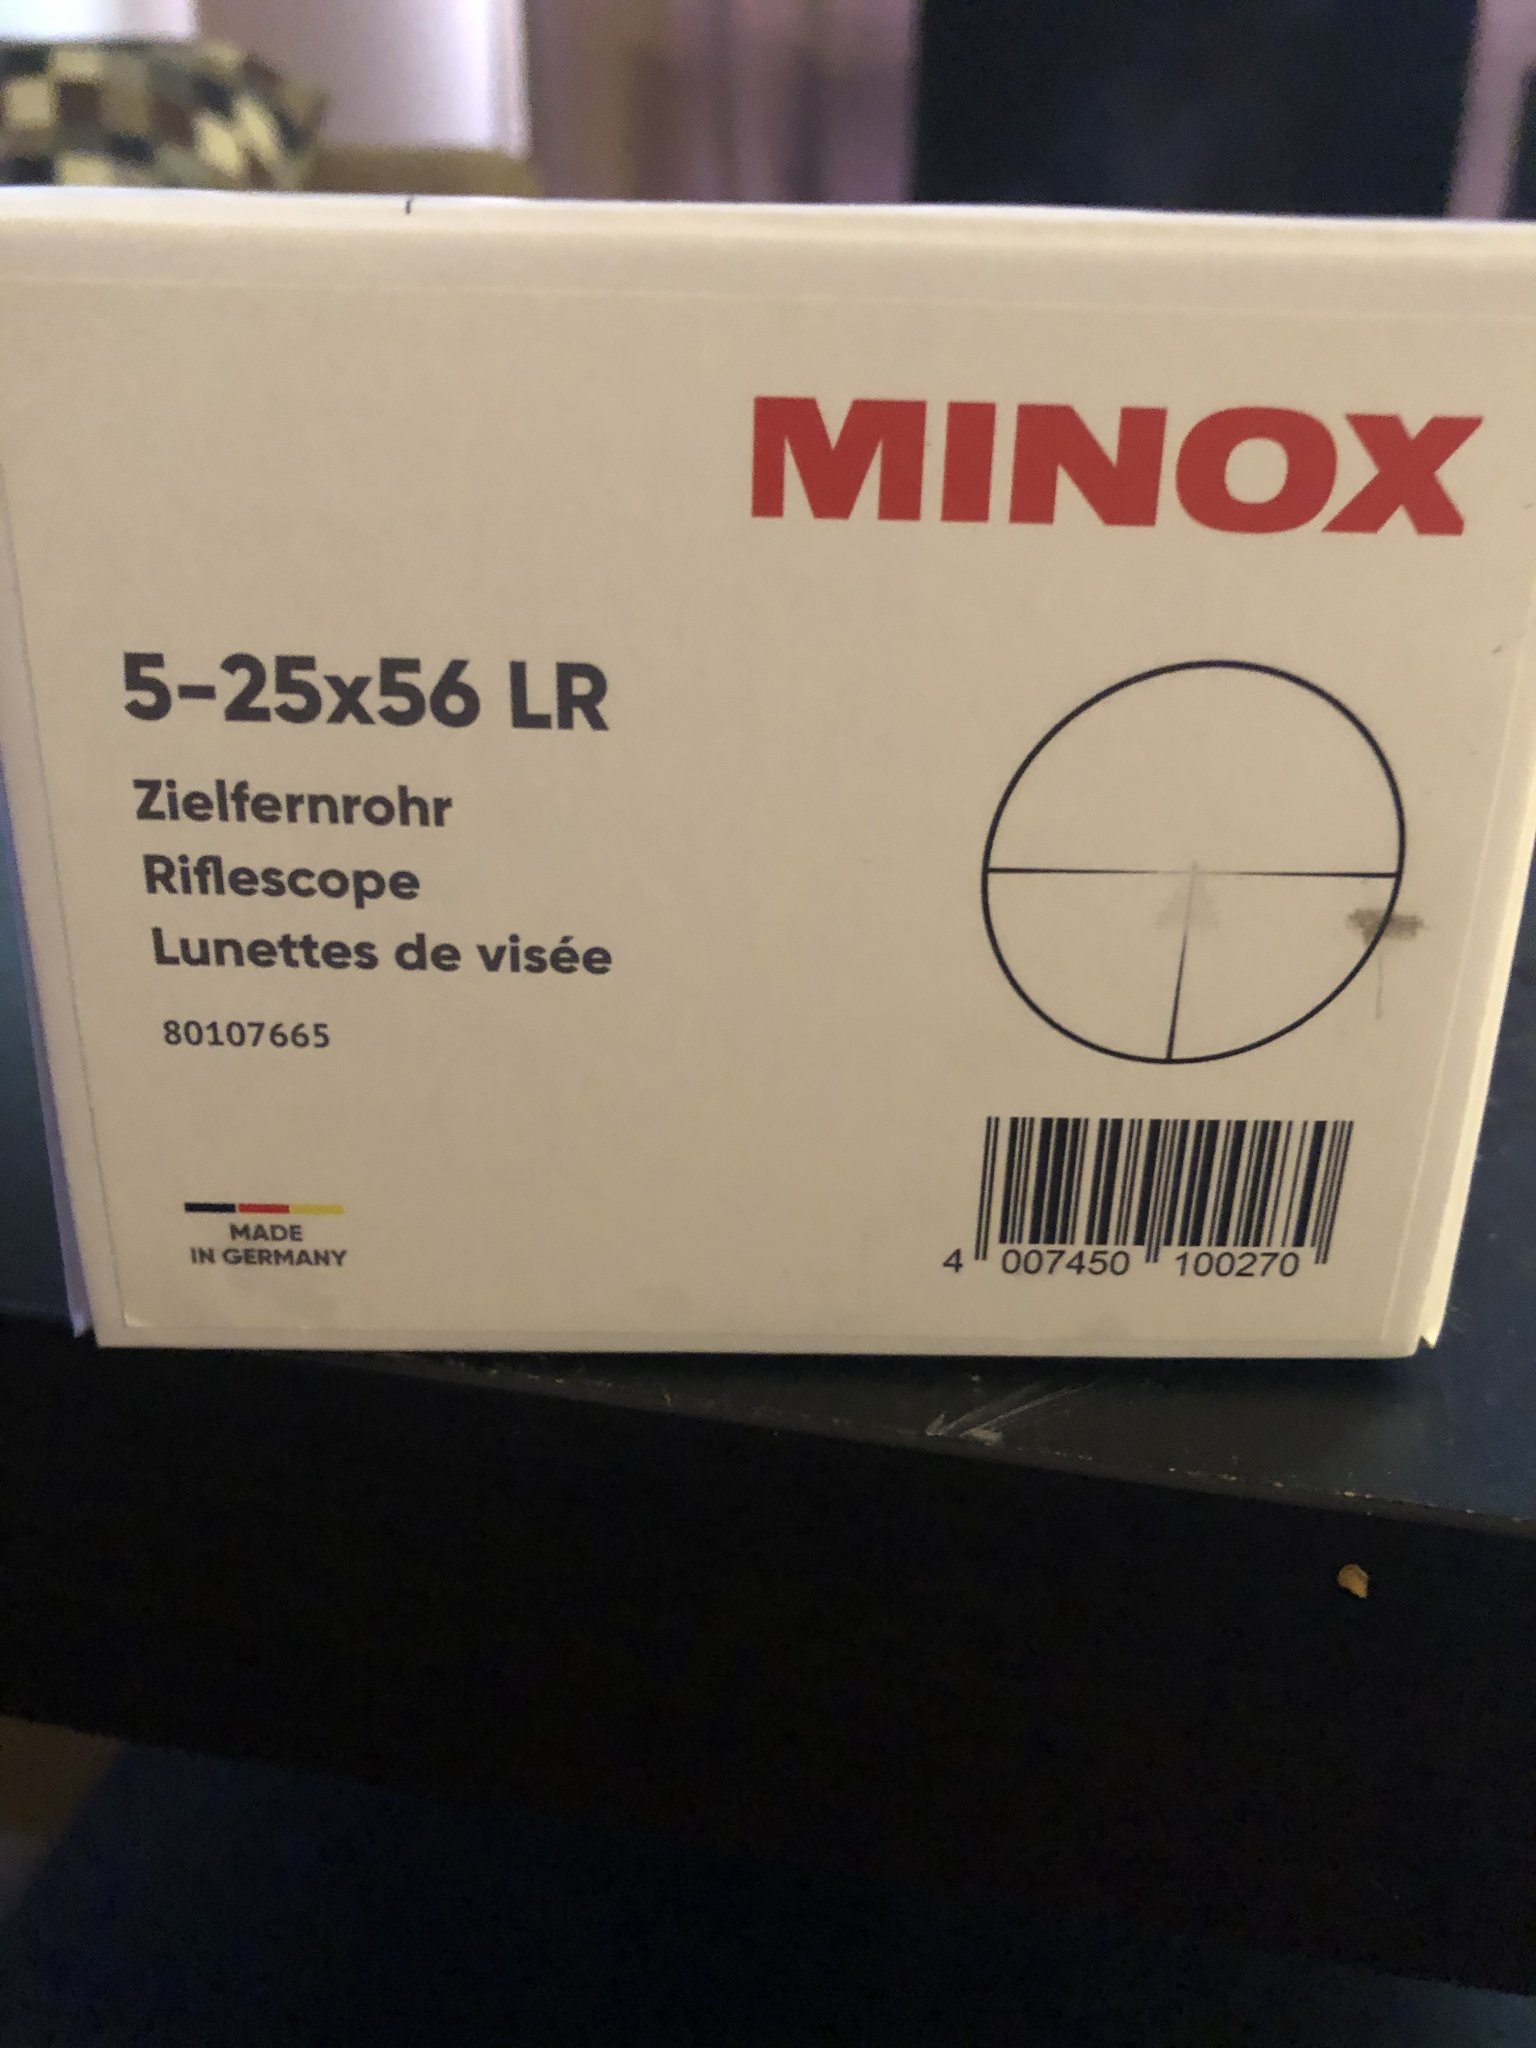 MINOX
5-25x56 LR
Zielfernrohr
Riflescope
Lunettes de visée
80107665
MADE
IN GERMANY
4 007450 100270